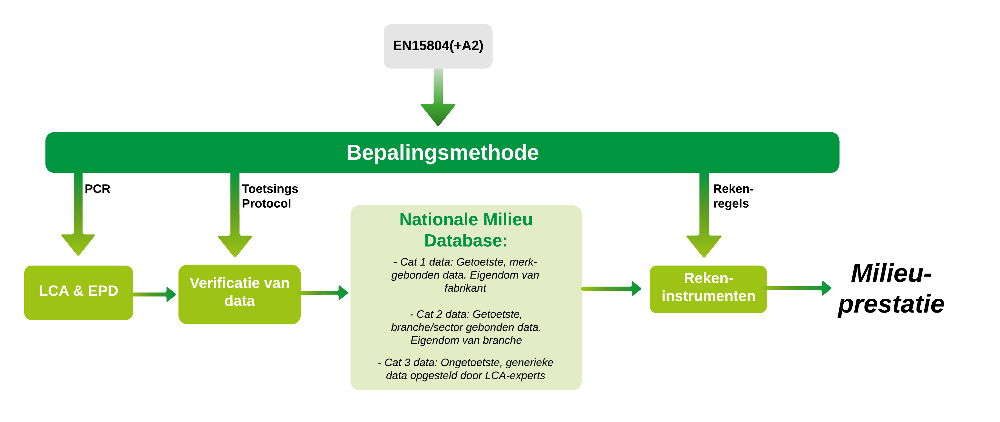 EN15804(+A2)
Bepalingsmethode
PCR
Toetsings
Protocol
Reken-
regels
LCA & EPD
Verificatie van
data
Nationale Milieu
Database:
- Cat 1 data: Getoetste, merk-
gebonden data. Eigendom van
fabrikant
- Cat 2 data: Getoetste,
branche/sector gebonden data.
Eigendom van branche
- Cat 3 data: Ongetoetste, generieke
data opgesteld door LCA-experts
Reken-
instrumenten
Milieu-
prestatie